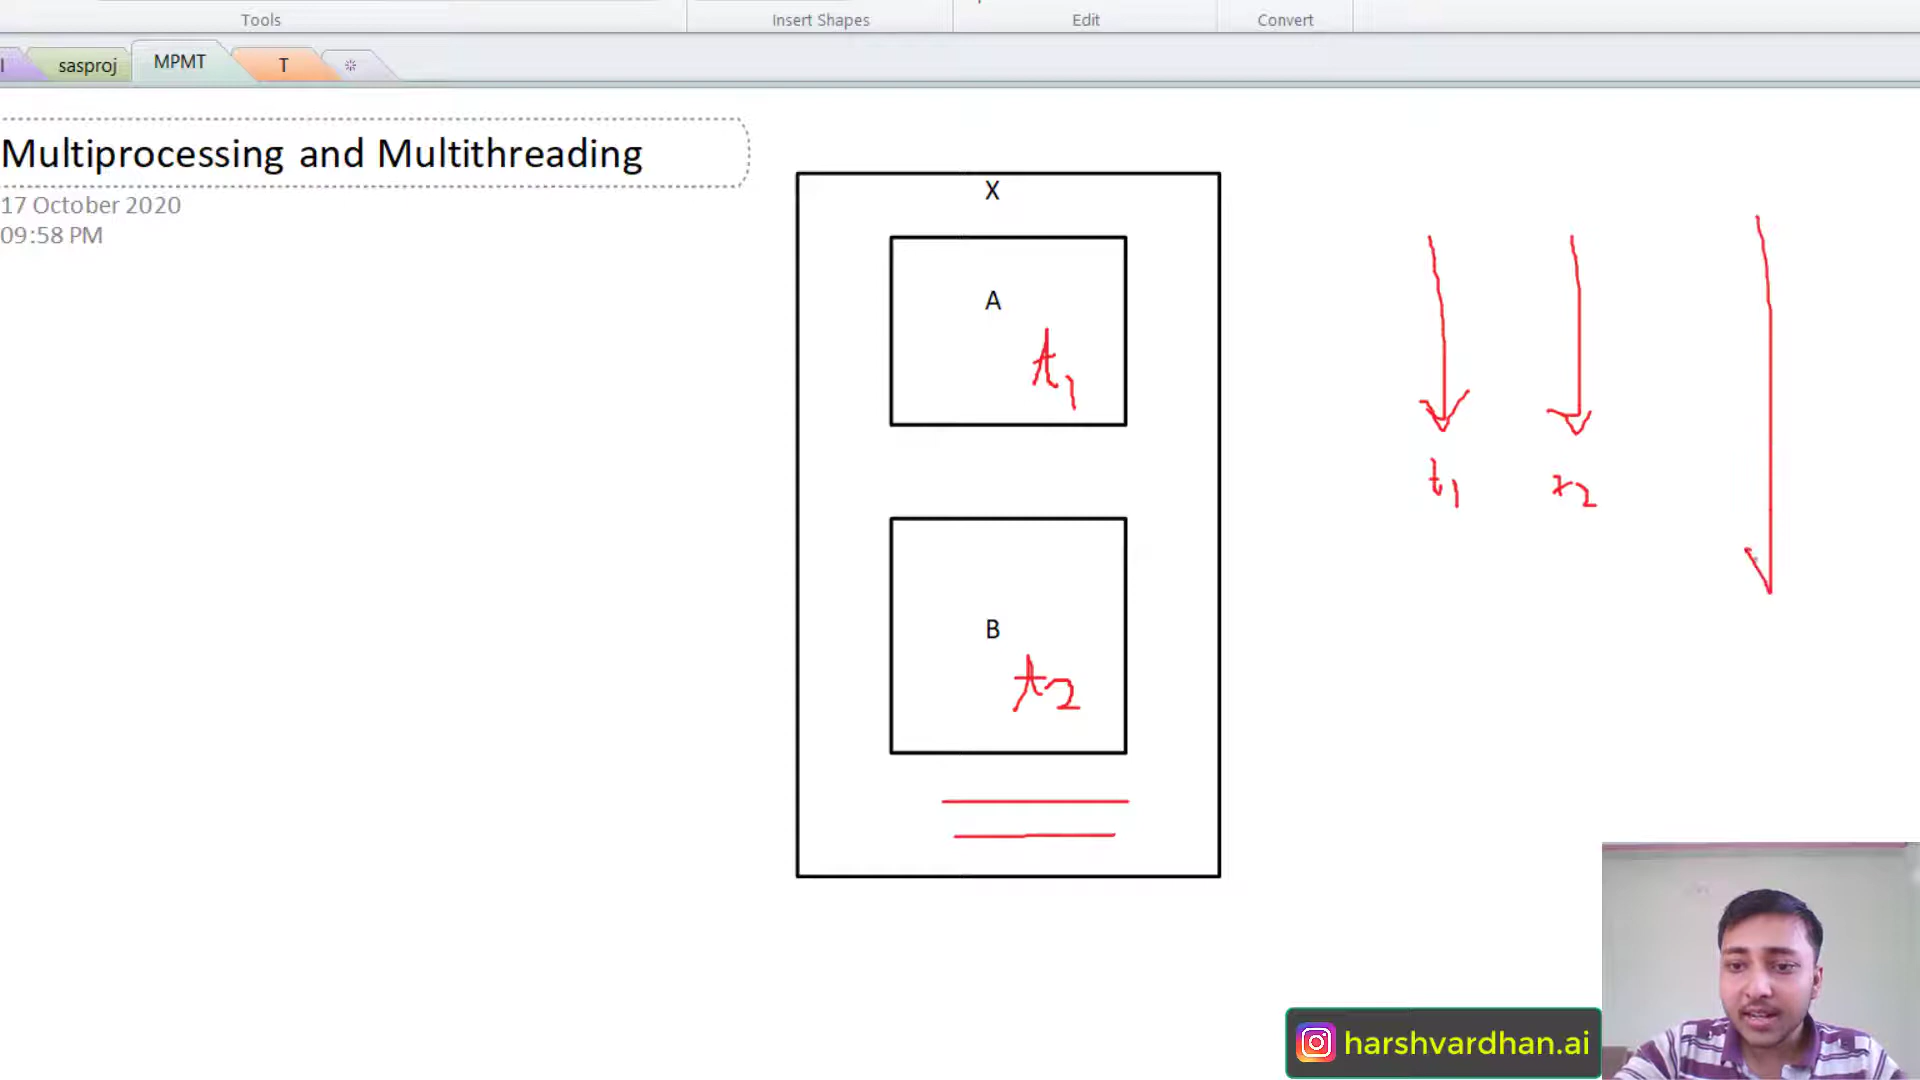 Tools
Insert Shapes
Edit
Convert
sasproj
MPMT
T
Multiprocessing and Multithreading
17 October 2020
09:58 PM
X
A
t1
B
t2
t1
t2
harshvardhan.ai